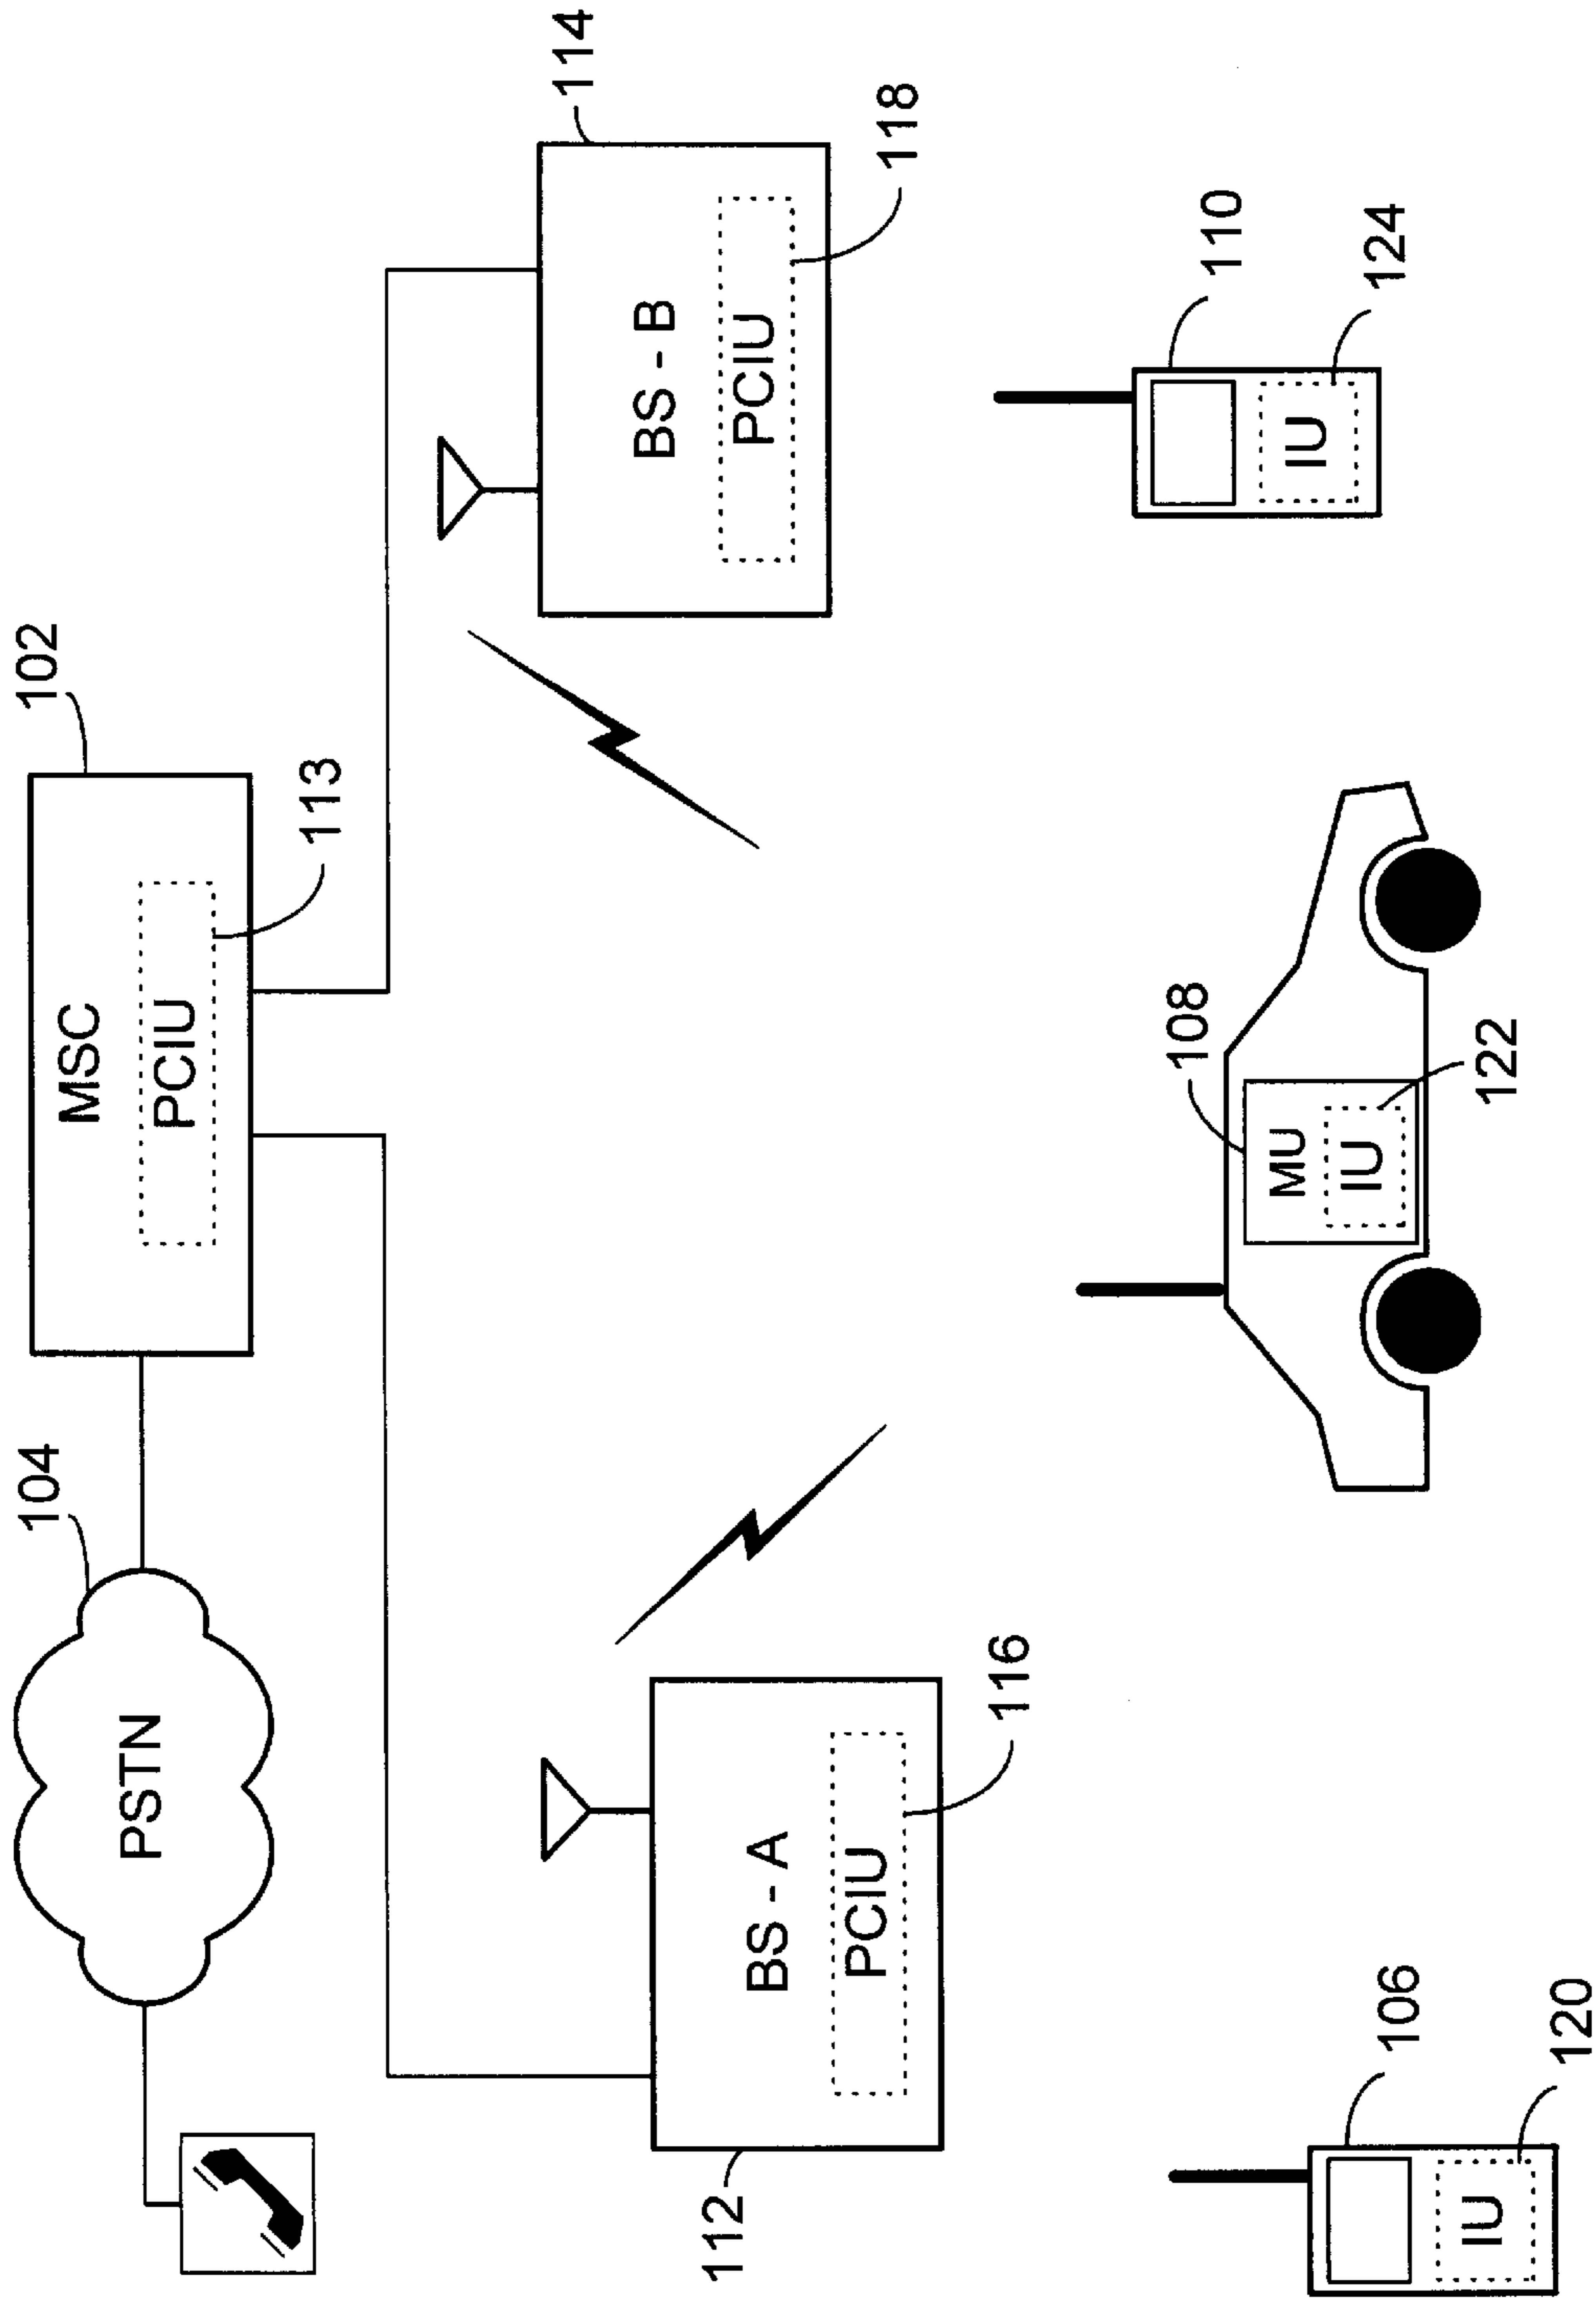 104
102
PSTN
MSC
PCIU
113
114
112
BS - A
PCIU
116
BS - B
PCIU
118
106
IU
120
108
MU
IU
122
110
IU
124